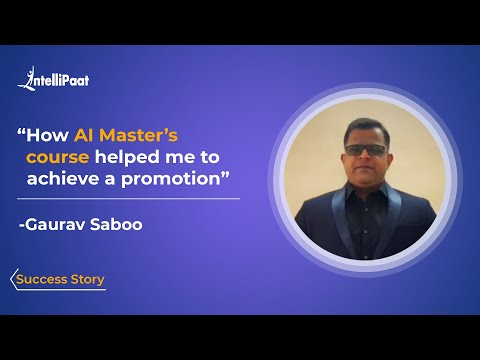 IntelliPaat
“How AI Master’s
course helped me to
achieve a promotion”
-Gaurav Saboo
Success Story